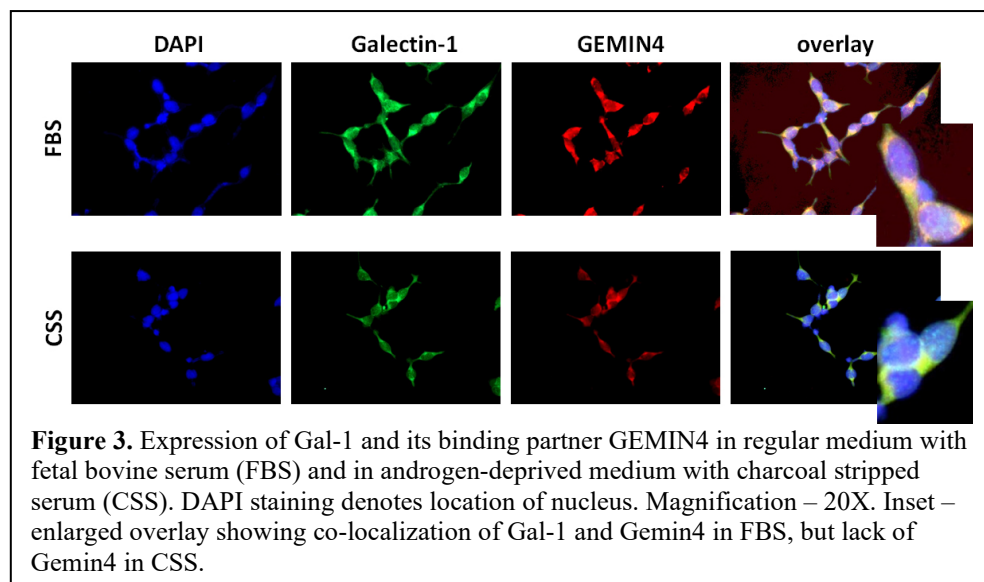 DAPI Galectin-1 GEMIN4 overlay
FBS
CSS
Figure 3. Expression of Gal-1 and its binding partner GEMIN4 in regular medium with
fetal bovine serum (FBS) and in androgen-deprived medium with charcoal stripped
serum (CSS). DAPI staining denotes location of nucleus. Magnification – 20X. Inset –
enlarged overlay showing co-localization of Gal-1 and Gemin4 in FBS, but lack of
Gemin4 in CSS.